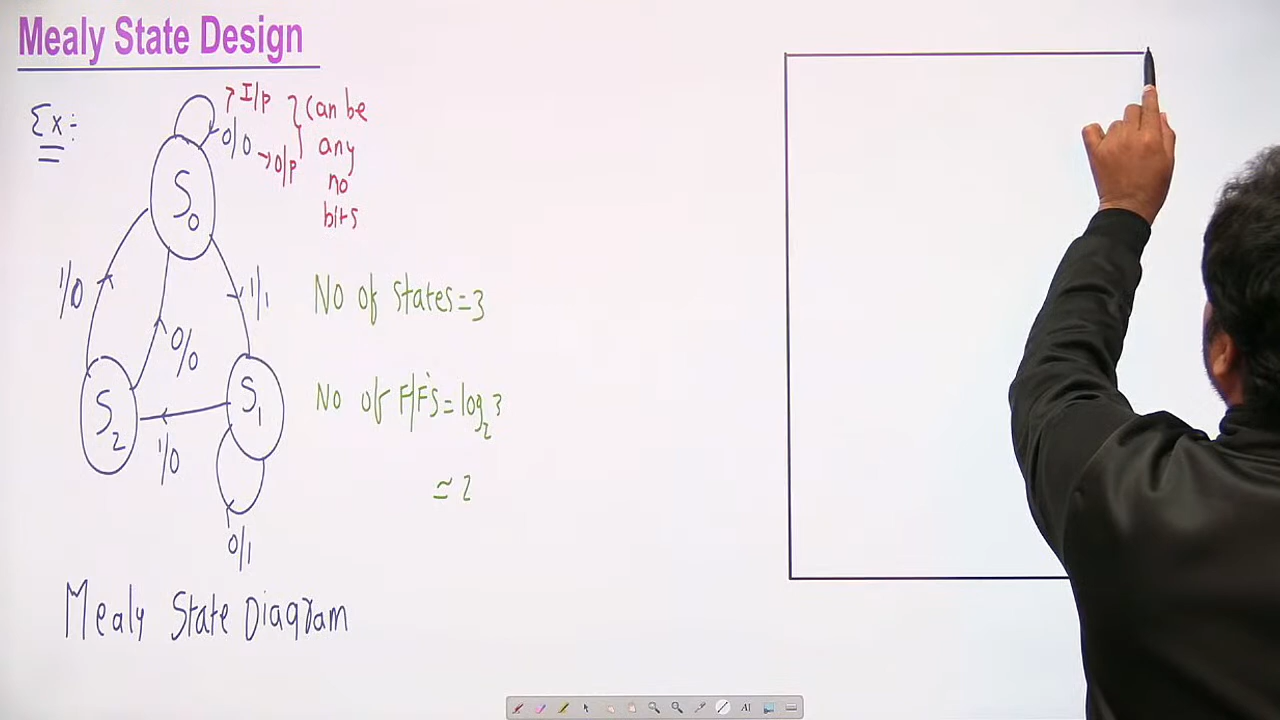 Mealy State Design
Ex:-
I/p
0/0
o/p
can be
any
no
bits
S0
1/0
1/1
0/0
S2
S1
1/0
0/1
No of states = 3
No of F/F's = log2 3
≃ 2
Mealy State Diagram
AI